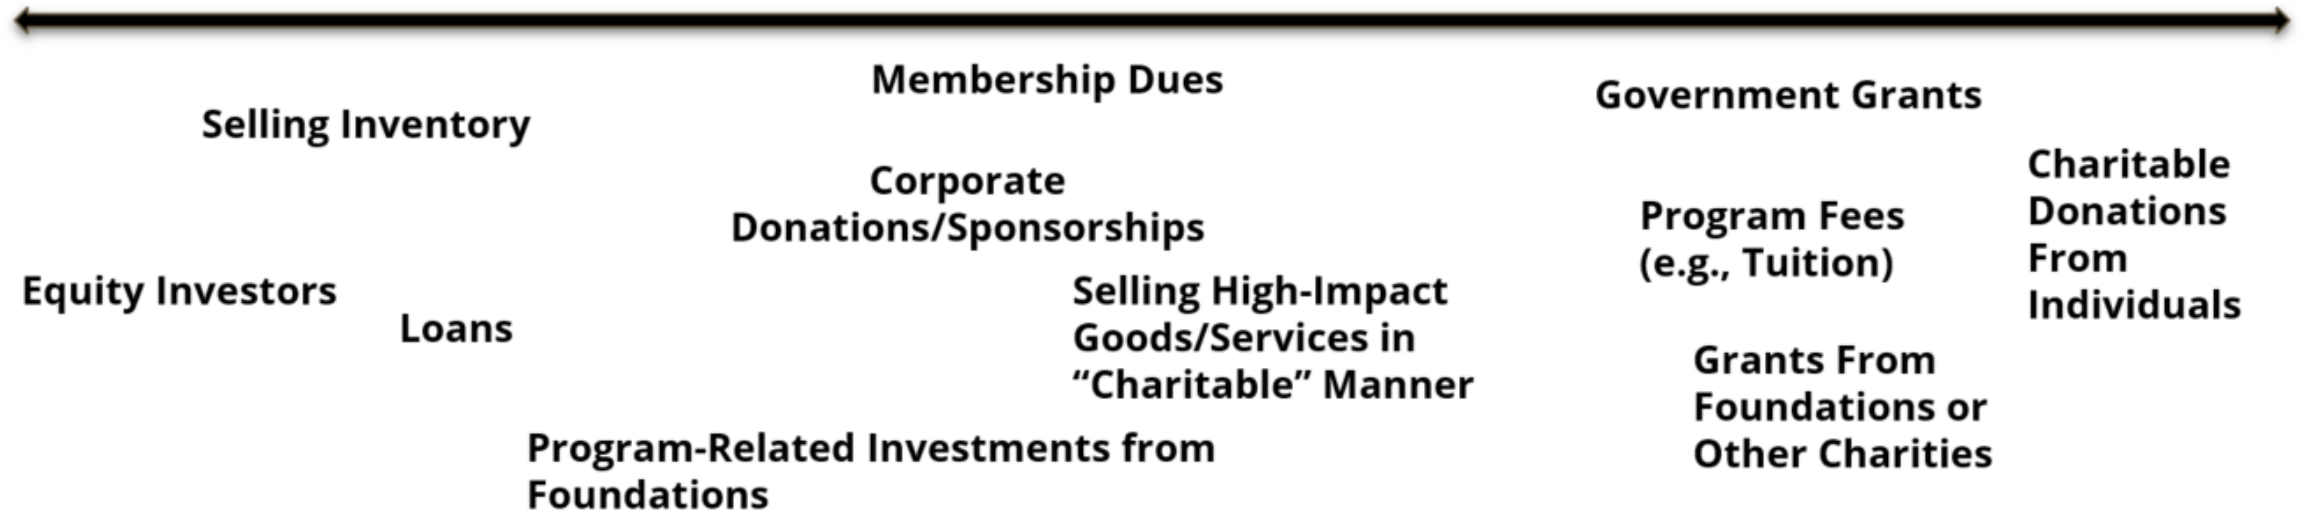 Membership Dues
Government Grants
Selling Inventory
Charitable
Donations
From
Individuals
Corporate
Donations/Sponsorships
Program Fees
(e.g., Tuition)
Equity Investors
Loans
Selling High-Impact
Goods/Services in
“Charitable” Manner
Grants From
Foundations or
Other Charities
Program-Related Investments from
Foundations